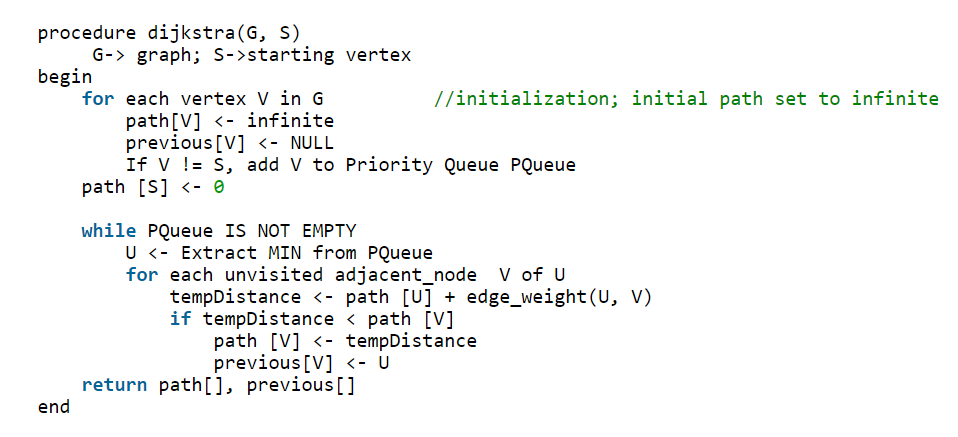 procedure dijkstra(G, S)
     G-> graph; S->starting vertex
begin
    for each vertex V in G          //initialization; initial path set to infinite
        path[V] <- infinite
        previous[V] <- NULL
        If V != S, add V to Priority Queue PQueue
    path [S] <- 0

    while PQueue IS NOT EMPTY
        U <- Extract MIN from PQueue
        for each unvisited adjacent_node  V of U
            tempDistance <- path [U] + edge_weight(U, V)
            if tempDistance < path [V]
                path [V] <- tempDistance
                previous[V] <- U
    return path[], previous[]
end